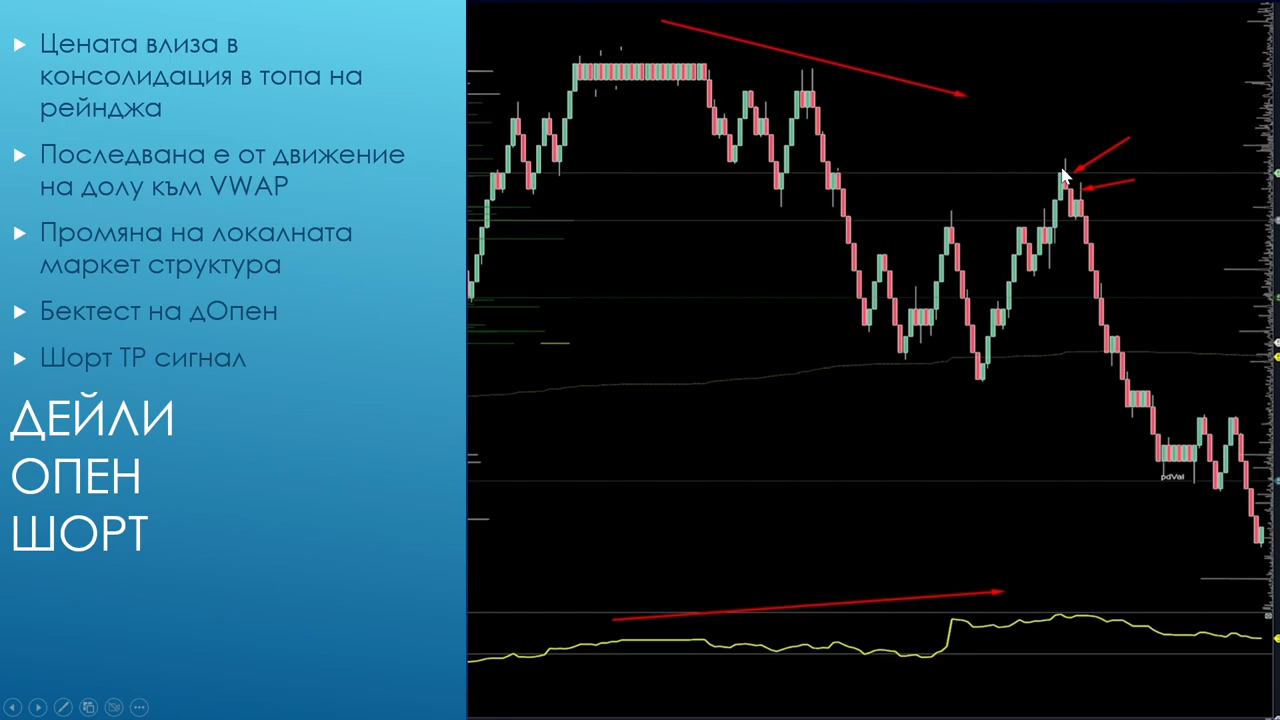 Цената влиза в
консолидация в топа на
рейнджа
Последвана е от движение
на долу към VWAP
Промяна на локалната
маркет структура
Бектест на дОпен
Шорт ТР сигнал
ДЕЙЛИ
ОПЕН
ШОРТ
pdVal